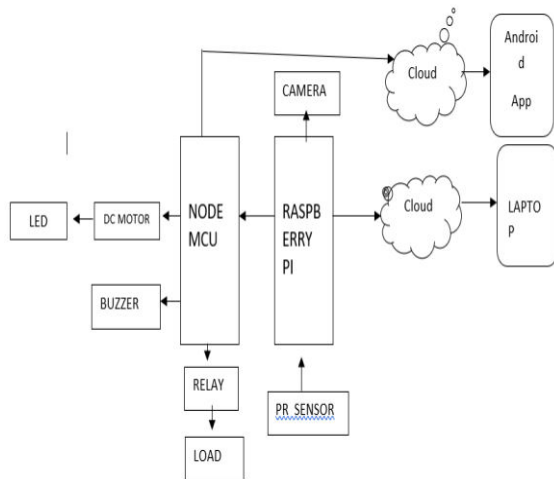 Androi
d
App
Cloud
CAMERA
NODE
MCU
RASPB
ERRY
PI
Cloud
LAPTO
P
LED
DC MOTOR
BUZZER
RELAY
PR SENSOR
LOAD